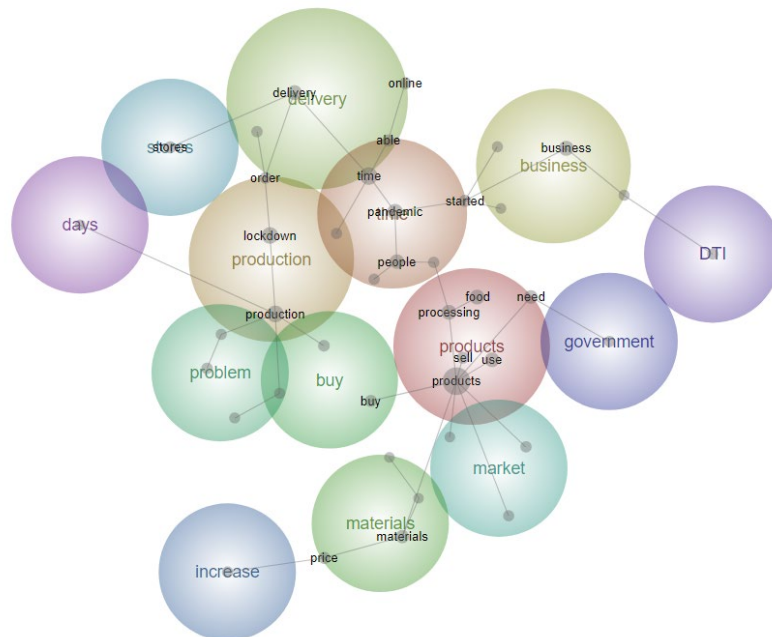 online
delivery
delivery
able
stores
stores
business
business
order
time
started
pandemic
time
days
lockdown
DTI
production
people
food
need
processing
production
products
government
sell
use
problem
buy
products
buy
market
materials
materials
price
increase